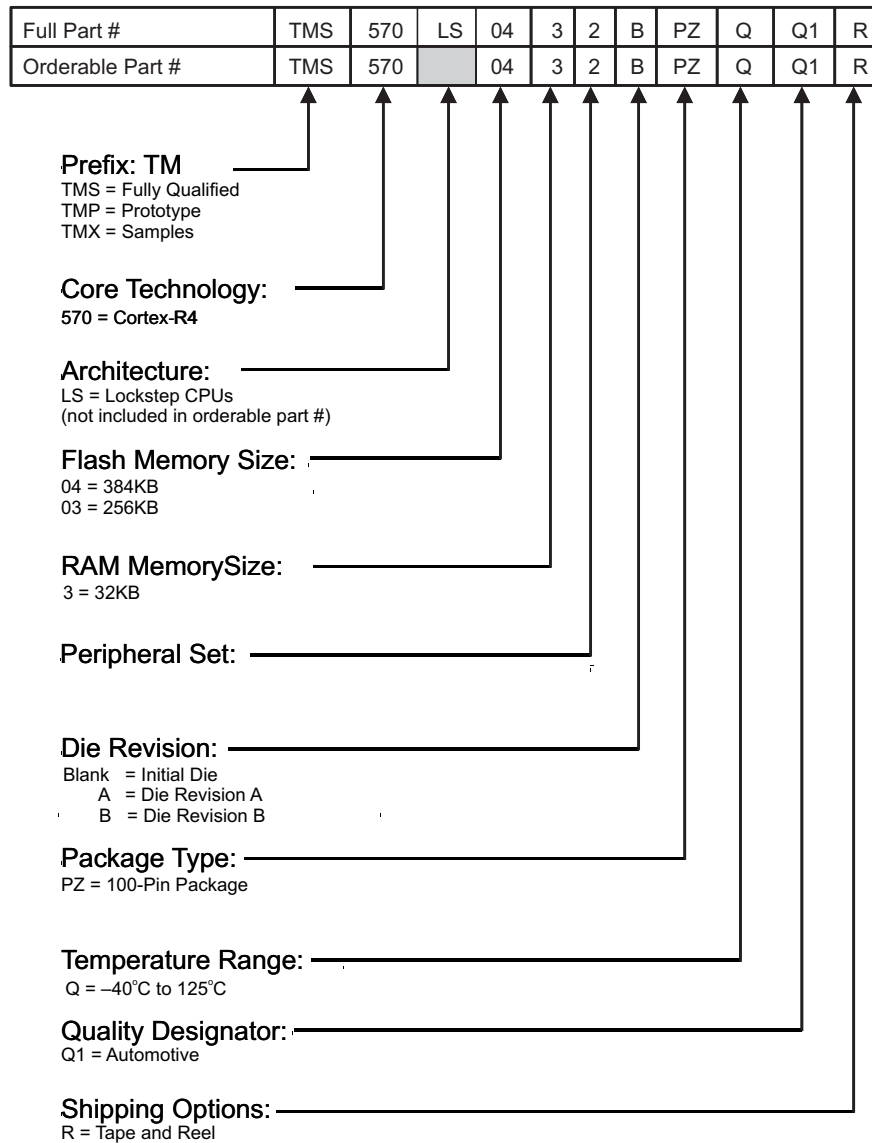 Full Part # TMS 570 LS 04 3 2 B PZ Q Q1 R
Orderable Part # TMS 570 04 3 2 B PZ Q Q1 R
Prefix: TM
TMS = Fully Qualified
TMP = Prototype
TMX = Samples
Core Technology:
570 = Cortex-R4
Architecture:
LS = Lockstep CPUs
(not included in orderable part #)
Flash Memory Size:
04 = 384KB
03 = 256KB
RAM MemorySize:
3 = 32KB
Peripheral Set:
Die Revision:
Blank = Initial Die
A = Die Revision A
B = Die Revision B
Package Type:
PZ = 100-Pin Package
Temperature Range:
Q = –40°C to 125°C
Quality Designator:
Q1 = Automotive
Shipping Options:
R = Tape and Reel